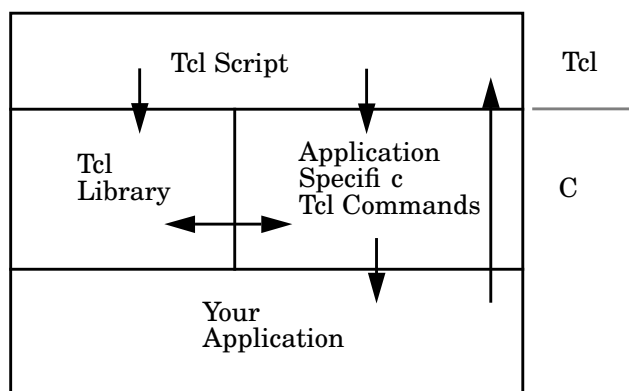 Tcl Script
Tcl
Tcl
Library
Application
Specifi c
Tcl Commands
C
Your
Application